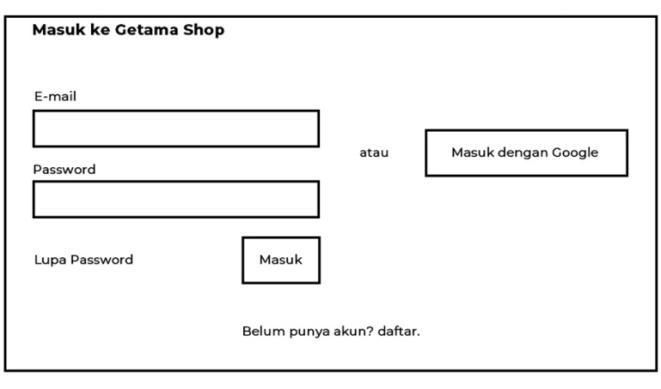 Masuk ke Getama Shop
E-mail
Password
Lupa Password
Masuk
atau
Masuk dengan Google
Belum punya akun? daftar.